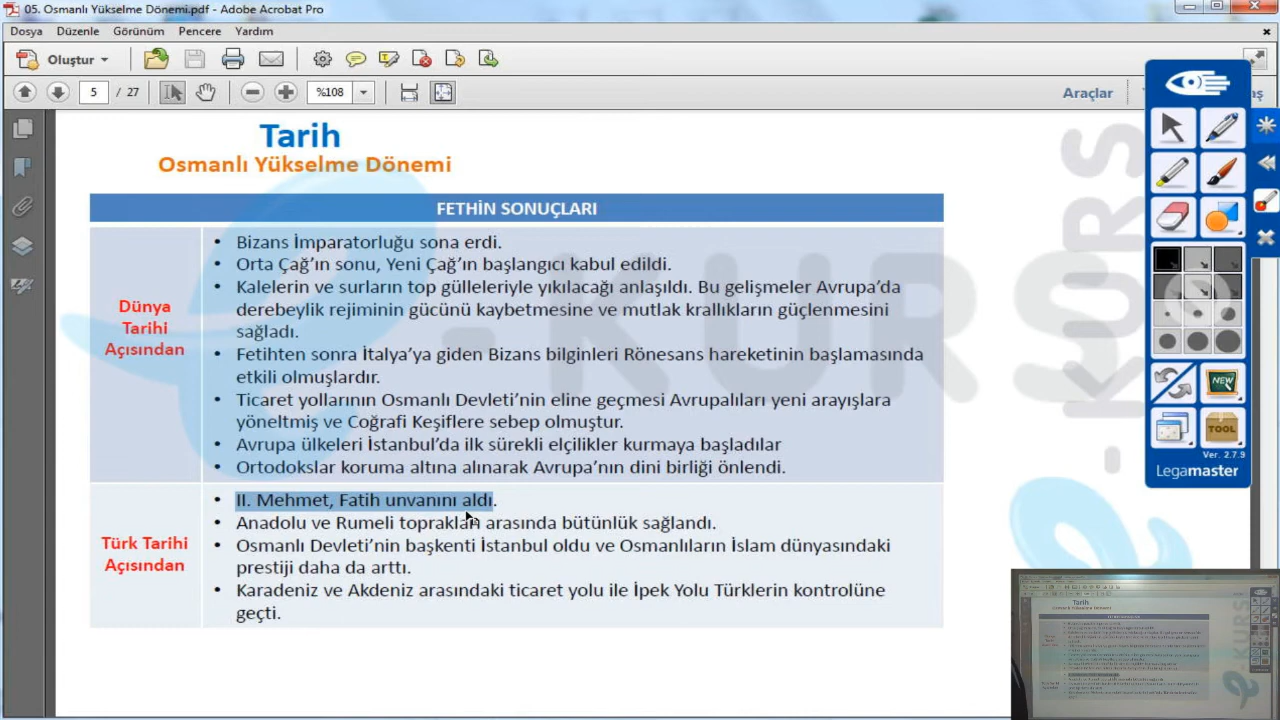 05. Osmanlı Yükselme Dönemi.pdf - Adobe Acrobat Pro
Dosya Düzenle Görünüm Pencere Yardım
Oluştur
5 / 27 %108 Araçlar
Tarih
Osmanlı Yükselme Dönemi
FETHİN SONUÇLARI
Dünya
Tarihi
Açısından
• Bizans İmparatorluğu sona erdi.
• Orta Çağ'ın sonu, Yeni Çağ'ın başlangıcı kabul edildi.
• Kalelerin ve surların top gülleleriyle yıkılacağı anlaşıldı. Bu gelişmeler Avrupa'da
derebeylik rejiminin gücünü kaybetmesine ve mutlak krallıkların güçlenmesini
sağladı.
• Fetihten sonra İtalya'ya giden Bizans bilginleri Rönesans hareketinin başlamasında
etkili olmuşlardır.
• Ticaret yollarının Osmanlı Devleti'nin eline geçmesi Avrupalıları yeni arayışlara
yöneltmiş ve Coğrafi Keşiflere sebep olmuştur.
• Avrupa ülkeleri İstanbul'da ilk sürekli elçilikler kurmaya başladılar
• Ortodokslar koruma altına alınarak Avrupa'nın dini birliği önlendi.
Türk Tarihi
Açısından
• II. Mehmet, Fatih unvanını aldı.
• Anadolu ve Rumeli toprakları arasında bütünlük sağlandı.
• Osmanlı Devleti'nin başkenti İstanbul oldu ve Osmanlıların İslam dünyasındaki
prestiji daha da arttı.
• Karadeniz ve Akdeniz arasındaki ticaret yolu ile İpek Yolu Türklerin kontrolüne
geçti.
e-KURS
e-KURS
NEW
TOOL
Ver. 2.7.9
Legamaster
Tarih
Osmanlı Yükselme Dönemi